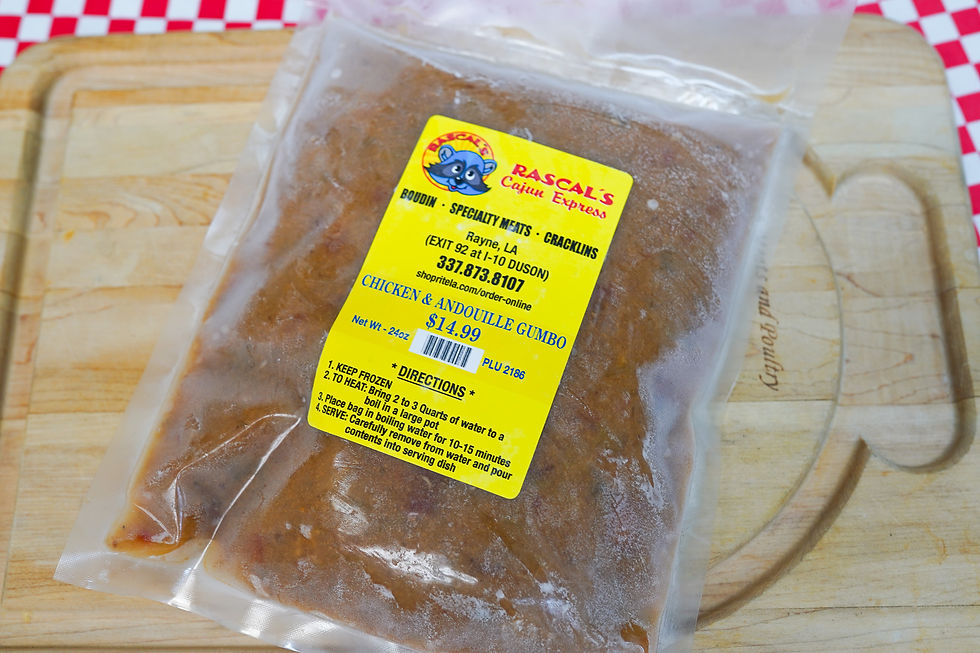 RASCAL'S
RASCAL'S
Cajun Express
BOUDIN · SPECIALTY MEATS · CRACKLINS
Rayne, LA
(EXIT 92 at I-10 DUSON)
337.873.8107
shopritela.com/order-online
CHICKEN & ANDOUILLE GUMBO
$14.99
Net Wt - 24oz
PLU 2186
* DIRECTIONS *
1. KEEP FROZEN
2. TO HEAT: Bring 2 to 3 Quarts of water to a
boil in a large pot
3. Place bag in boiling water for 10-15 minutes
4. SERVE: Carefully remove from water and pour
contents into serving dish
and Poultry